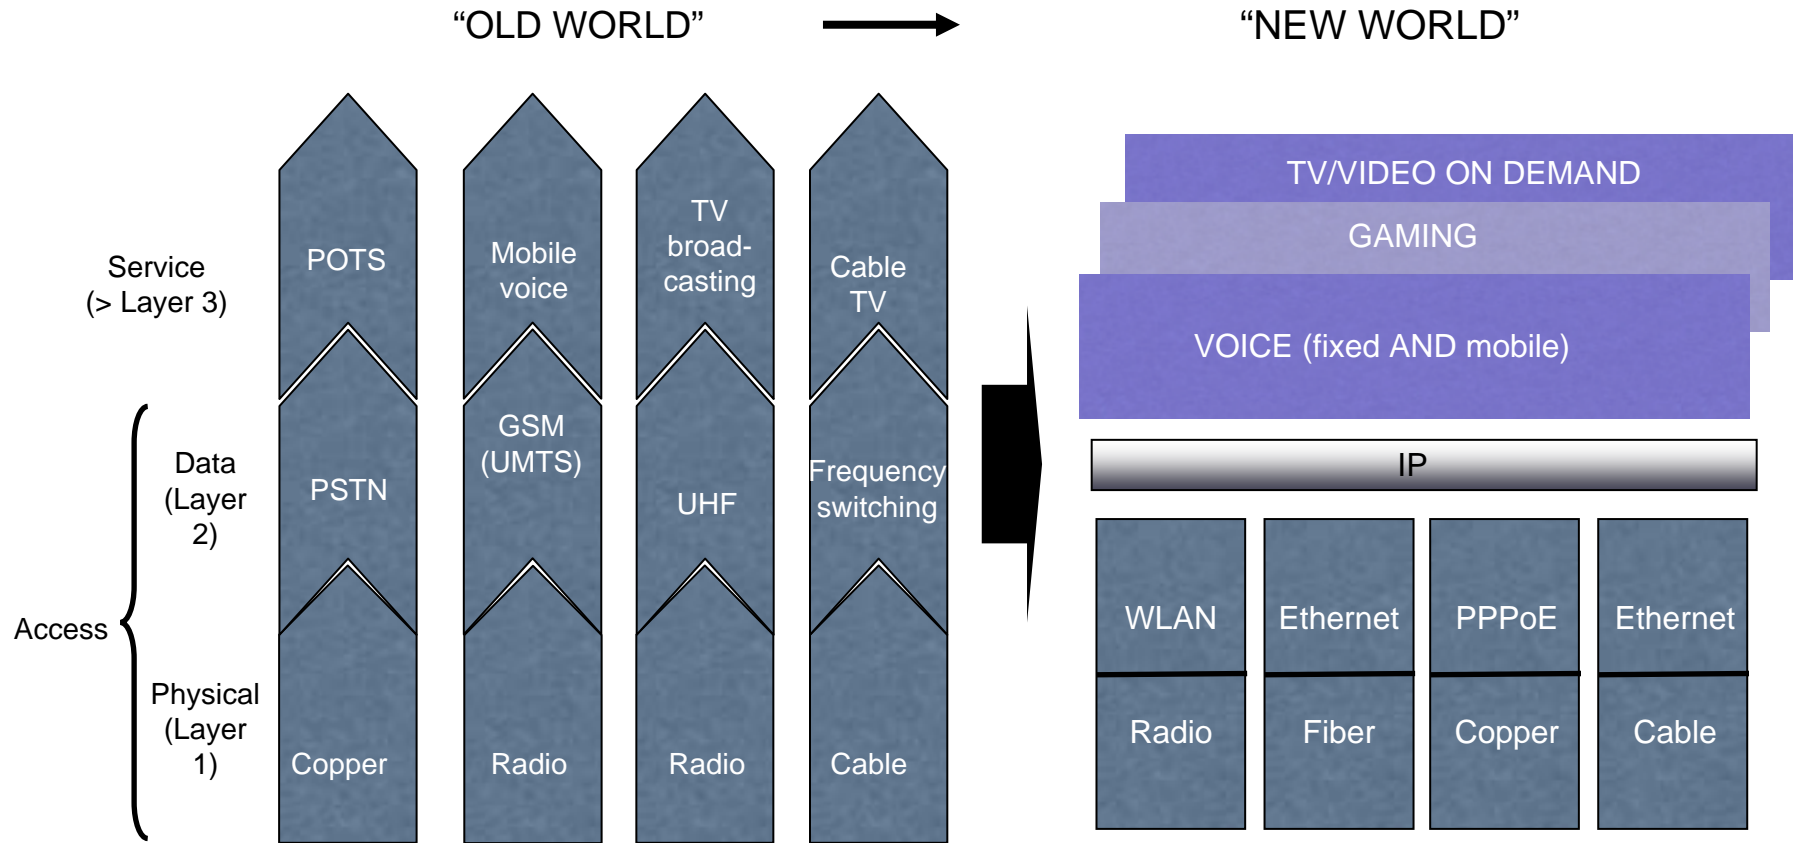 “OLD WORLD”
“NEW WORLD”
Service
(> Layer 3)
POTS
Mobile
voice
TV
broad-
casting
Cable
TV
TV/VIDEO ON DEMAND
GAMING
VOICE (fixed AND mobile)
Access
Data
(Layer
2)
PSTN
GSM
(UMTS)
UHF
Frequency
switching
IP
Physical
(Layer
1)
Copper
Radio
Radio
Cable
WLAN
Ethernet
PPPoE
Ethernet
Radio
Fiber
Copper
Cable